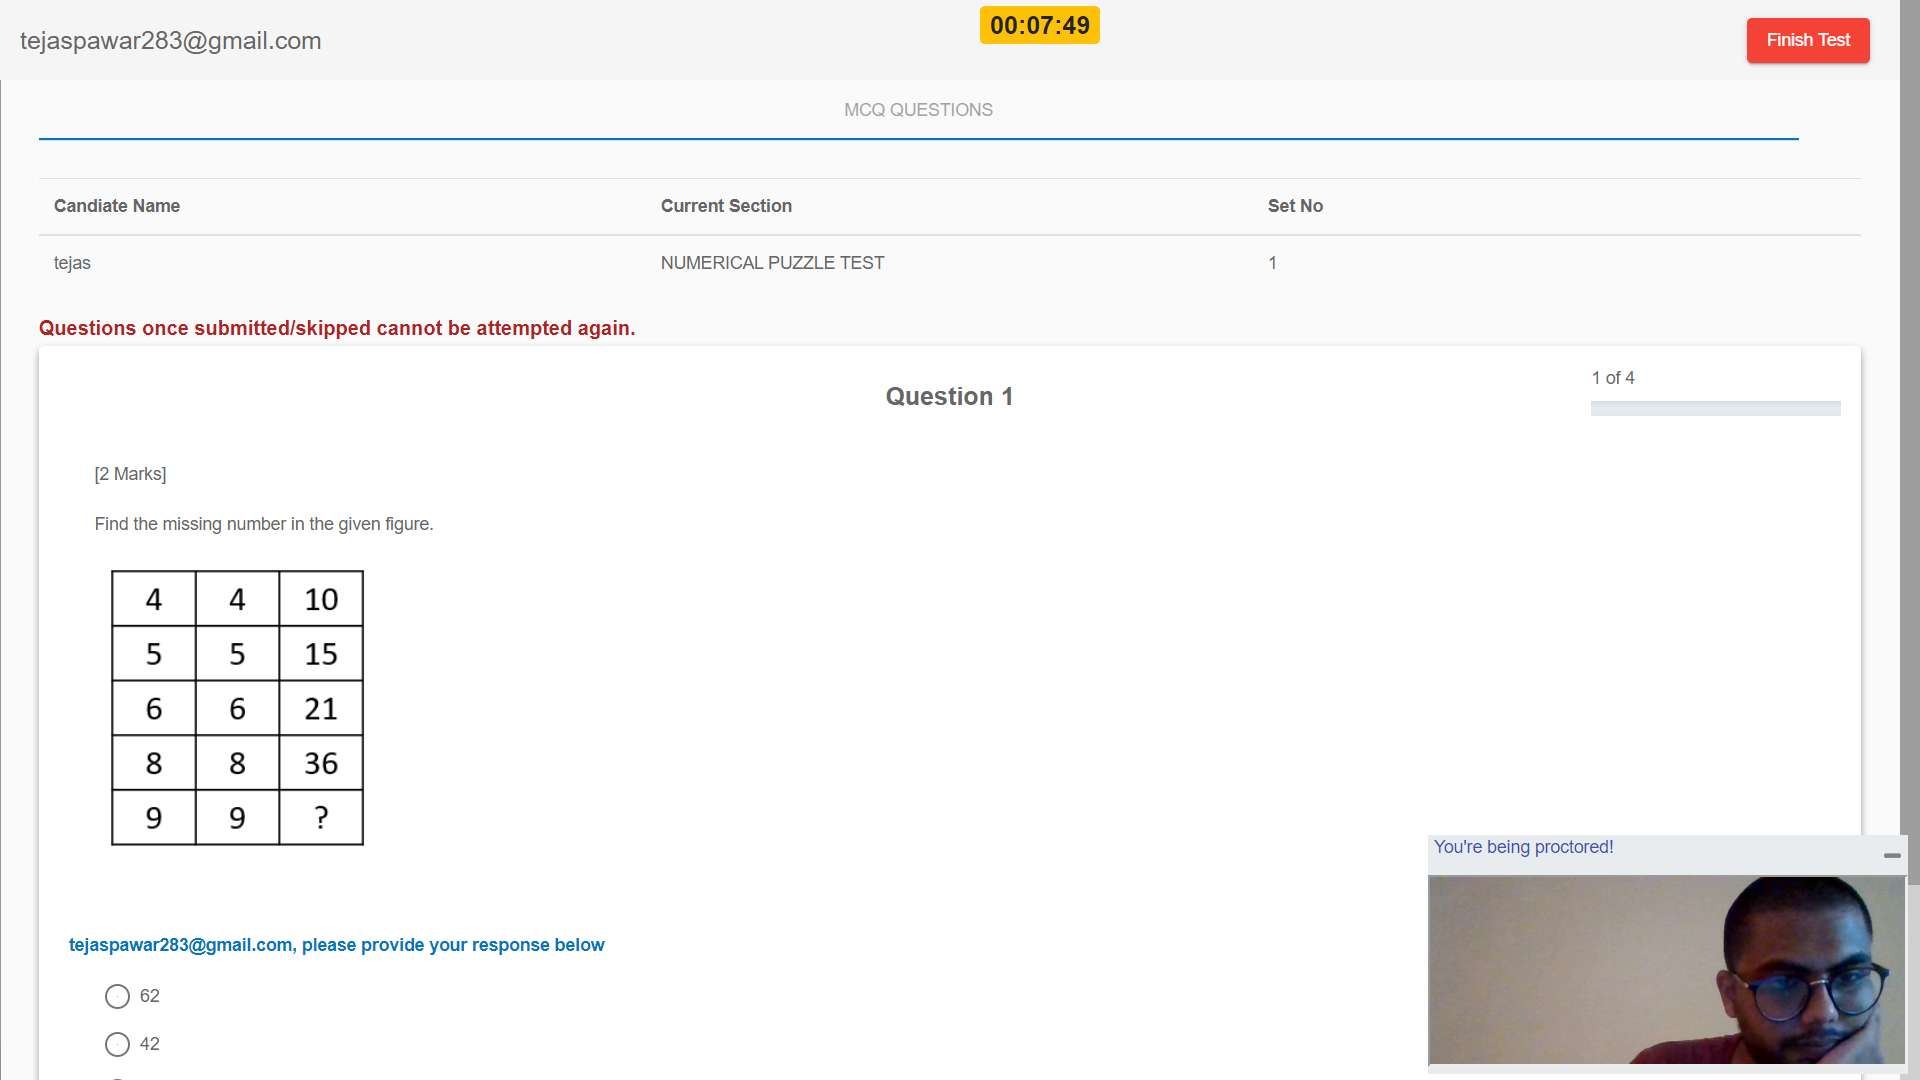 tejaspawar283@gmail.com
00:07:49
Finish Test
MCQ QUESTIONS
Candiate Name Current Section Set No
tejas NUMERICAL PUZZLE TEST 1
Questions once submitted/skipped cannot be attempted again.
1 of 4
Question 1
[2 Marks]
Find the missing number in the given figure.
4 4 10
5 5 15
6 6 21
8 8 36
9 9 ?
You're being proctored!
tejaspawar283@gmail.com, please provide your response below
62
42